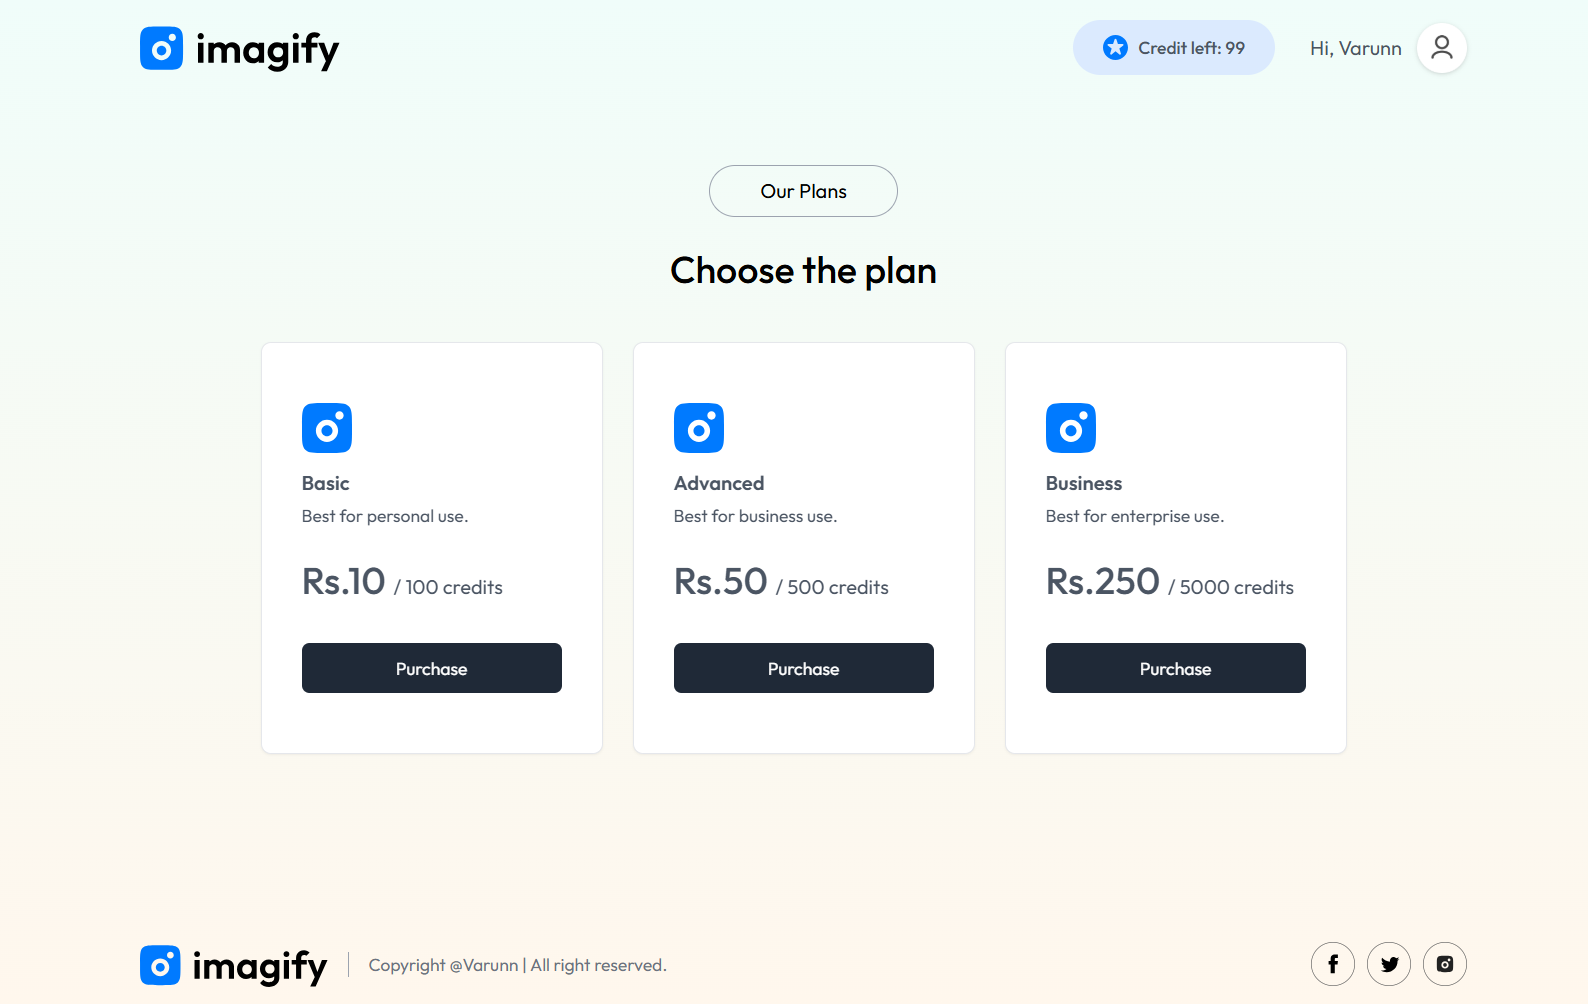 imagify
Credit left: 99
Hi, Varunn
Our Plans
Choose the plan
Basic
Best for personal use.
Rs.10 / 100 credits
Purchase
Advanced
Best for business use.
Rs.50 / 500 credits
Purchase
Business
Best for enterprise use.
Rs.250 / 5000 credits
Purchase
imagify
Copyright @Varunn | All right reserved.